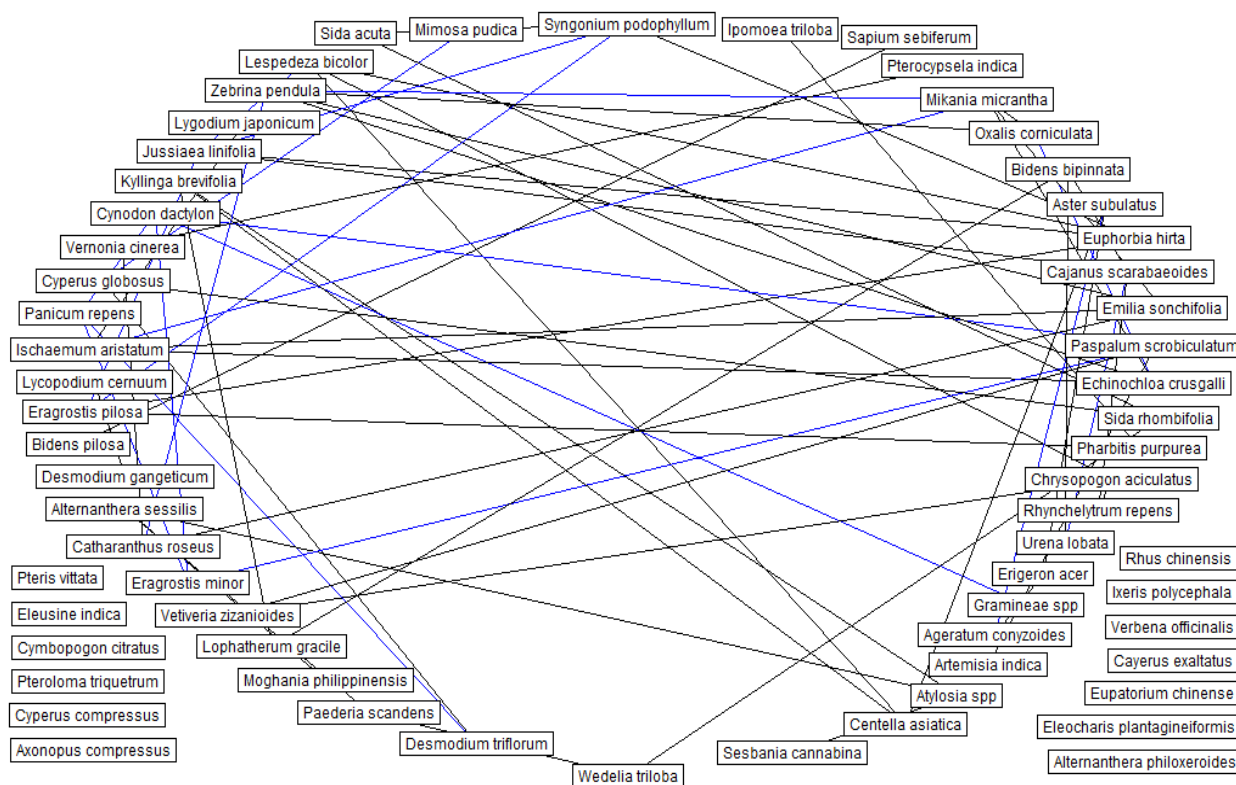 Syngonium podophyllum
Mimosa pudica
Ipomoea triloba
Sida acuta
Sapium sebiferum
Lespedeza bicolor
Pterocypsela indica
Zebrina pendula
Mikania micrantha
Lygodium japonicum
Oxalis corniculata
Jussiaea linifolia
Bidens bipinnata
Kyllinga brevifolia
Aster subulatus
Cynodon dactylon
Euphorbia hirta
Vernonia cinerea
Cajanus scarabaeoides
Cyperus globosus
Emilia sonchifolia
Panicum repens
Paspalum scrobiculatum
Ischaemum aristatum
Echinochloa crusgalli
Lycopodium cernuum
Sida rhombifolia
Eragrostis pilosa
Pharbitis purpurea
Bidens pilosa
Chrysopogon aciculatus
Desmodium gangeticum
Rhynchelytrum repens
Alternanthera sessilis
Urena lobata
Catharanthus roseus
Rhus chinensis
Erigeron acer
Pteris vittata
Eragrostis minor
Ixeris polycephala
Gramineae spp
Eleusine indica
Vetiveria zizanioides
Verbena officinalis
Ageratum conyzoides
Cymbopogon citratus
Lophatherum gracile
Cayerus exaltatus
Artemisia indica
Pteroloma triquetrum
Moghania philippinensis
Eupatorium chinense
Atylosia spp
Cyperus compressus
Paederia scandens
Centella asiatica
Eleocharis plantagineiformis
Axonopus compressus
Desmodium triflorum
Sesbania cannabina
Alternanthera philoxeroides
Wedelia triloba